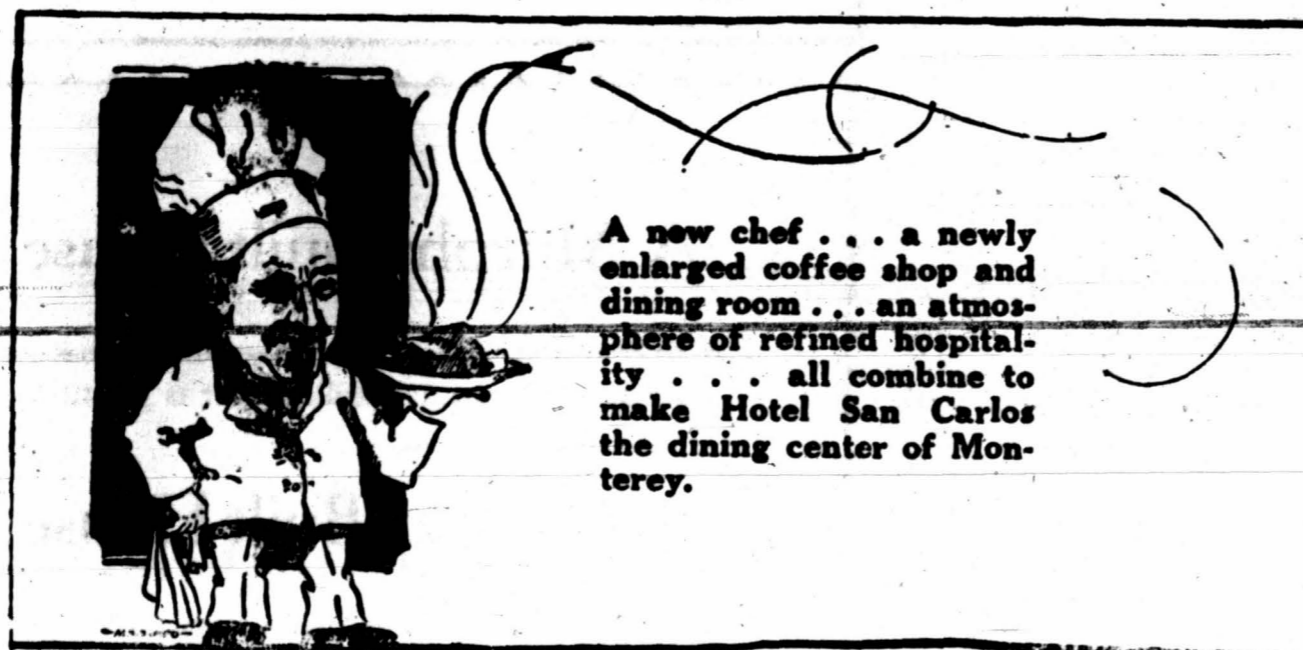 A new chef . . . a newly
enlarged coffee shop and
dining room . . . an atmos-
phere of refined hospital-
ity . . . all combine to
make Hotel San Carlos
the dining center of Mon-
terey.